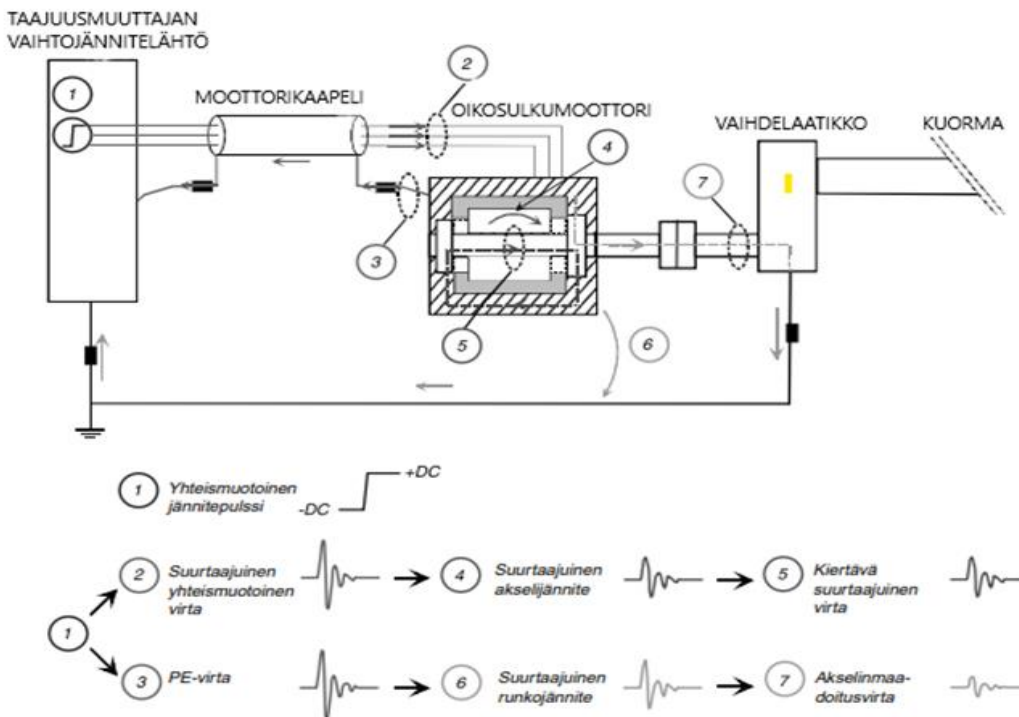 TAAJUUSMUUTTAJAN
VAIHTOJÄNNITELÄHTÖ
1
MOOTTORIKAAPELI
2
OIKOSULKUMOOTTORI
4
VAIHDELAATIKKO
KUORMA
7
3
5
6
1 Yhteismuotoinen
jännitepulssi
-DC
+DC
2 Suurtaajuinen
yhteismuotoinen
virta
4 Suurtaajuinen
akselijännite
5 Kiertävä
suurtaajuinen
virta
1
3 PE-virta
6 Suurtaajuinen
runkojännite
7 Akselinmaa-
doitusvirta